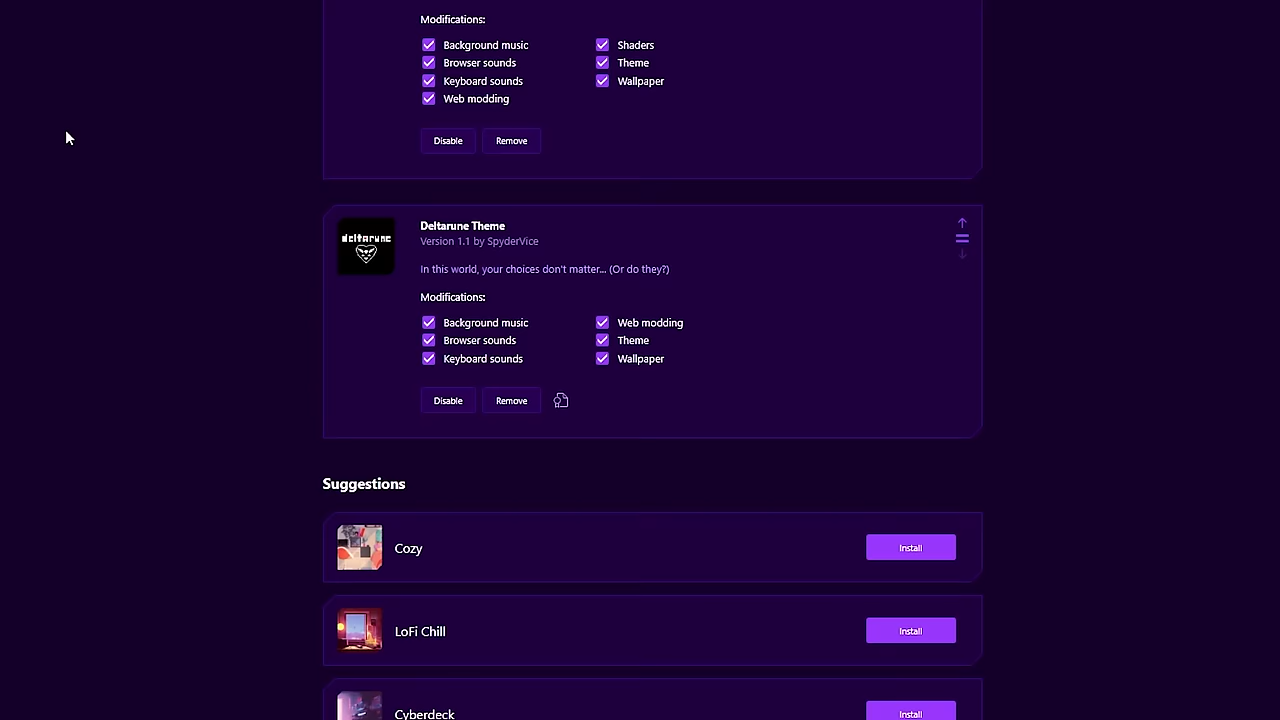 Modifications:
Background music
Shaders
Browser sounds
Theme
Keyboard sounds
Wallpaper
Web modding
Disable
Remove
deltarune
Deltarune Theme
Version 1.1 by SpyderVice
In this world, your choices don't matter... (Or do they?)
Modifications:
Background music
Web modding
Browser sounds
Theme
Keyboard sounds
Wallpaper
Disable
Remove
Suggestions
Cozy
Install
LoFi Chill
Install
Cyberdeck
Install